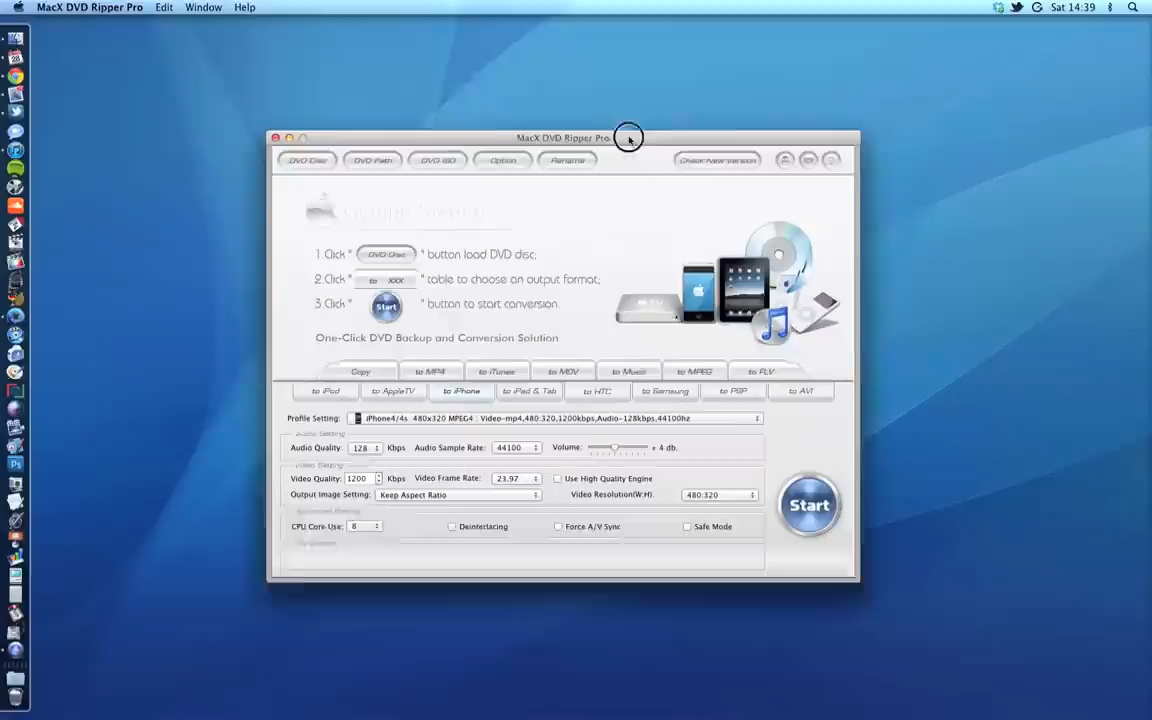 MacX DVD Ripper Pro Edit Window Help Sat 14:39
MacX DVD Ripper Pro
DVD Disc DVD Path DVD ISO Option Rename Check New Version
1.Click " DVD Disc " button load DVD disc;
2.Click " to XXX " table to choose an output format;
3.Click " Start " button to start conversion
One-Click DVD Backup and Conversion Solution
Copy to MP4 to iTunes to MOV to Music to MPEG to FLV
to iPod to AppleTV to iPhone to iPad & Tab to HTC to Samsung to PSP to AVI
Profile Setting: iPhone4/4s 480x320 MPEG4 : Video-mp4,480:320,1200kbps,Audio-128kbps,44100hz
Audio Setting
Audio Quality: 128 Kbps Audio Sample Rate: 44100 Volume: + 4 db.
Video Setting
Video Quality: 1200 Kbps Video Frame Rate: 23.97 Use High Quality Engine
Output Image Setting: Keep Aspect Ratio Video Resolution(W:H). 480:320
CPU Core Use: 8 Deinterlacing Force A/V Sync Safe Mode
Start
Ps